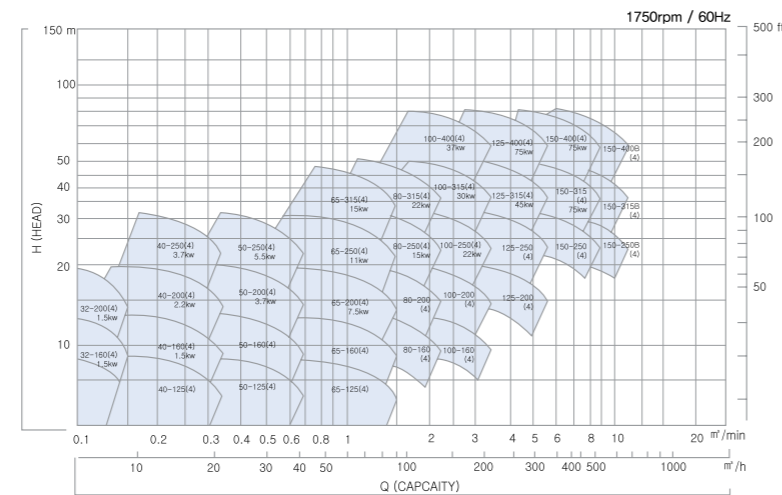 1750rpm / 60Hz
150 m
500 ft
100
300
200
50
40
30
20
10
100
50
H (HEAD)
100-400(4)
37kw
125-400(4)
75kw
150-400(4)
75kw
150-400B
(4)
65-315(4)
15kw
80-315(4)
22kw
100-315(4)
30kw
125-315(4)
45kw
150-315
(4)
75kw
150-315B
(4)
40-250(4)
3.7kw
50-250(4)
5.5kw
65-250(4)
11kw
80-250(4)
15kw
100-250(4)
22kw
125-250
(4)
150-250
(4)
150-250B
(4)
32-200(4)
1.5kw
40-200(4)
2.2kw
50-200(4)
3.7kw
65-200(4)
7.5kw
80-200
(4)
100-200
(4)
125-200
(4)
32-160(4)
1.5kw
40-160(4)
1.5kw
50-160(4)
65-160(4)
80-160
(4)
100-160
(4)
40-125(4)
50-125(4)
65-125(4)
0.1 0.2 0.3 0.4 0.5 0.6 0.8 1 2 3 4 5 6 8 10 20 m³/min
10 20 30 40 50 100 200 300 400 500 1000 m³/h
Q (CAPCAITY)